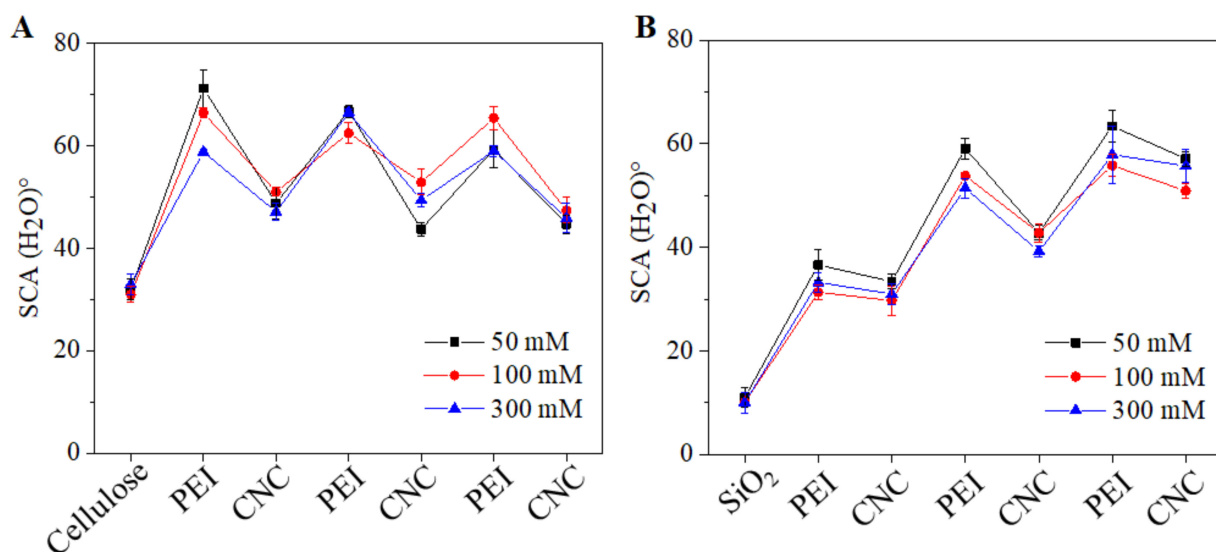 A
SCA (H₂O)°
80
60
40
20
0
50 mM
100 mM
300 mM
Cellulose
PEI
CNC
PEI
CNC
PEI
CNC
B
SCA (H₂O)°
80
60
40
20
0
50 mM
100 mM
300 mM
SiO₂
PEI
CNC
PEI
CNC
PEI
CNC